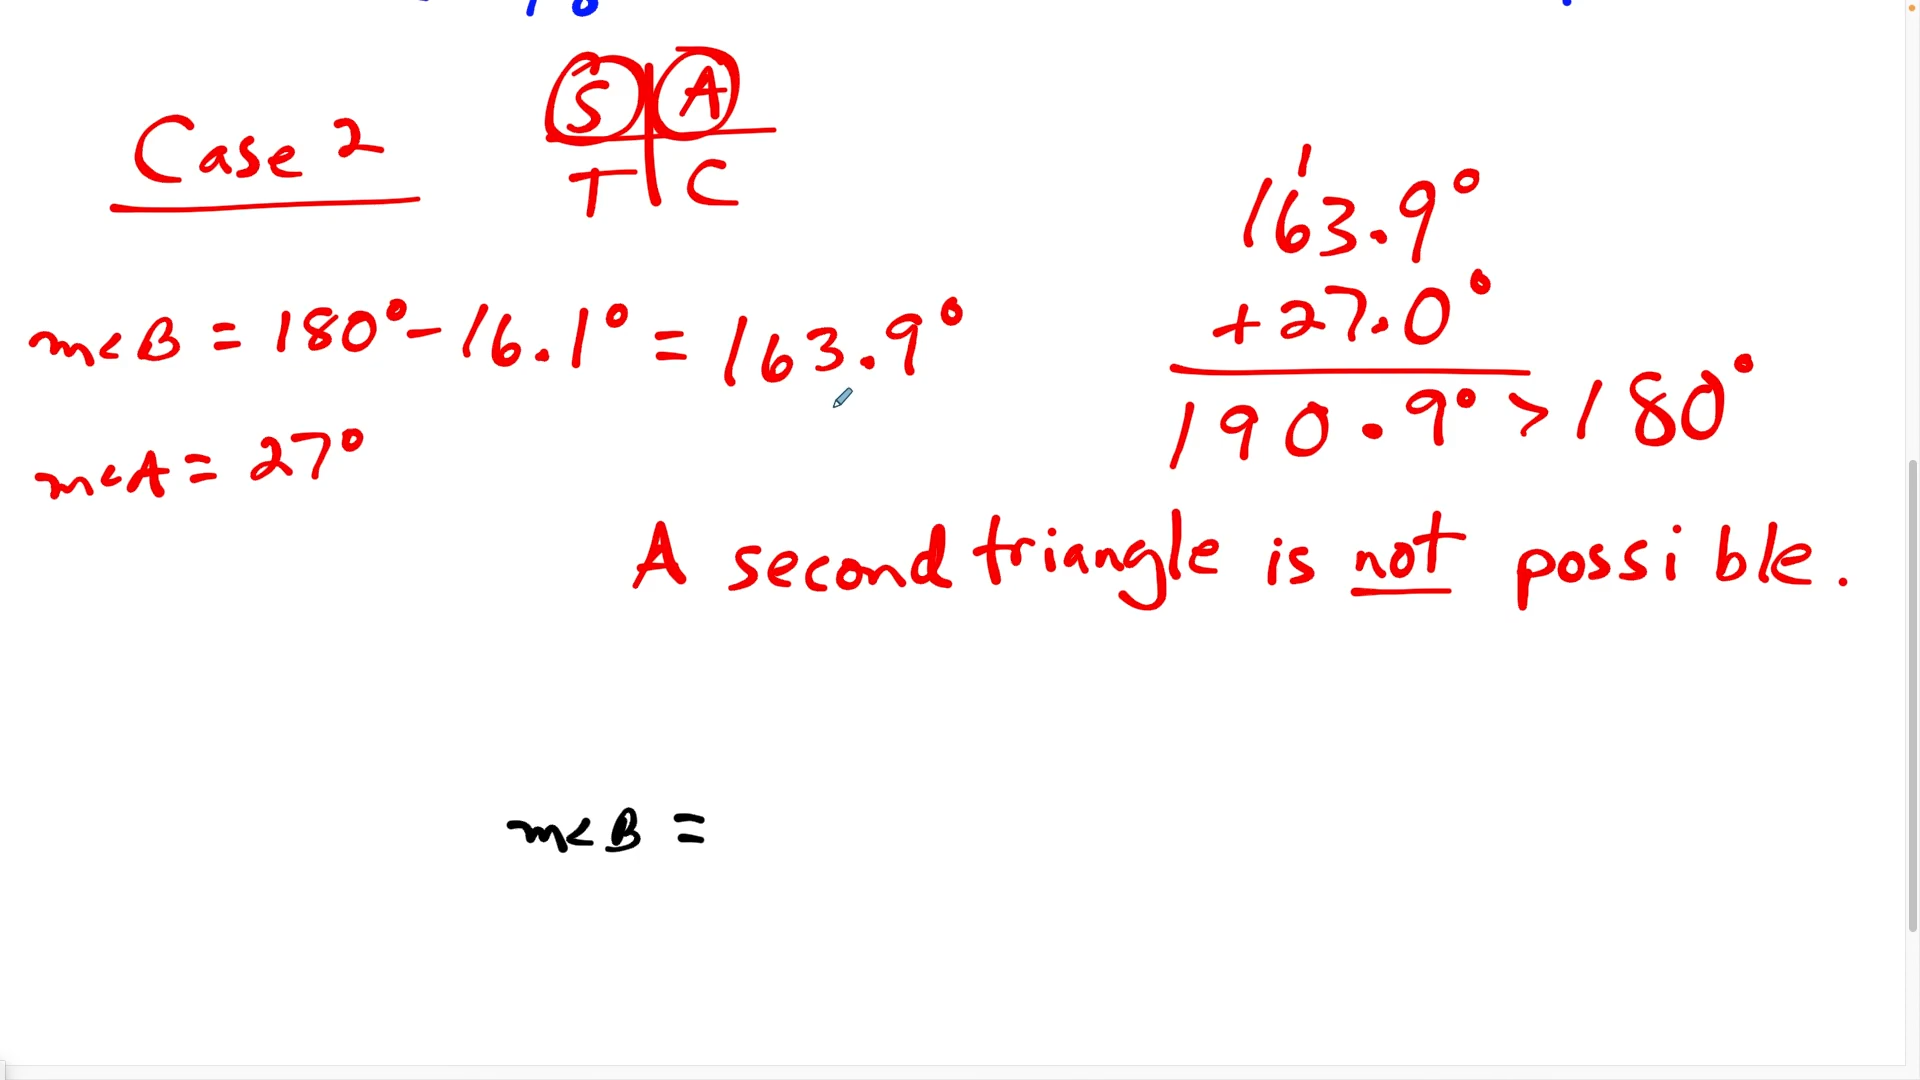 Case 2
S A
T C
m<B = 180° - 16.1° = 163.9°
m<A = 27°
1
163.9°
+27.0°
190.9° > 180°
A second triangle is not possible.
m<B =